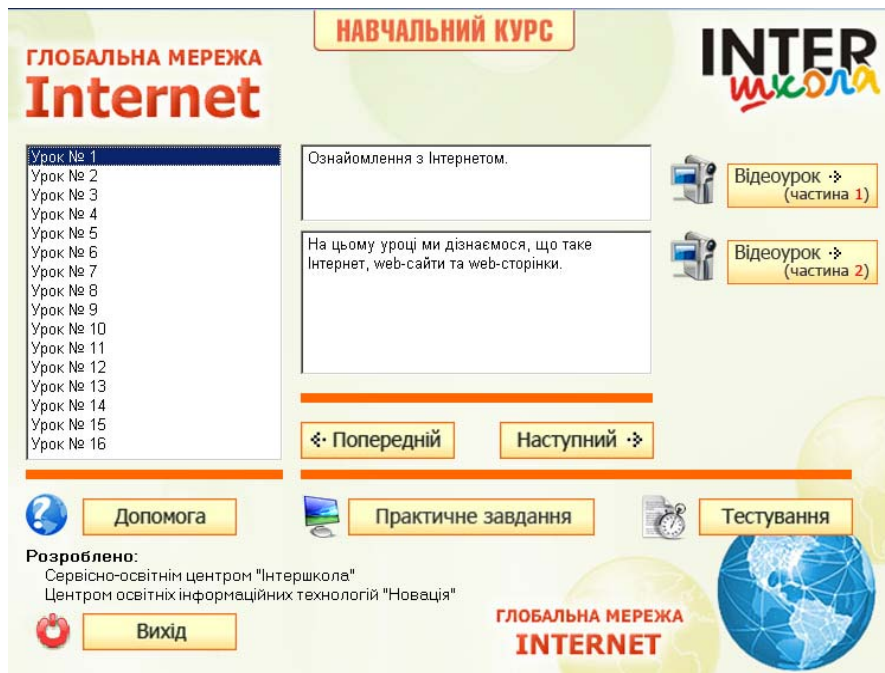 НАВЧАЛЬНИЙ КУРС
ГЛОБАЛЬНА МЕРЕЖА
Internet
INTER
школа
Урок № 1
Урок № 2
Урок № 3
Урок № 4
Урок № 5
Урок № 6
Урок № 7
Урок № 8
Урок № 9
Урок № 10
Урок № 11
Урок № 12
Урок № 13
Урок № 14
Урок № 15
Урок № 16
Ознайомлення з Інтернетом.
На цьому уроці ми дізнаємося, що таке
Інтернет, web-сайти та web-сторінки.
Відеоурок
(частина 1)
Відеоурок
(частина 2)
Попередній
Наступний
Допомога
Практичне завдання
Тестування
Розроблено:
Сервісно-освітнім центром "Інтершкола"
Центром освітніх інформаційних технологій "Новація"
Вихід
ГЛОБАЛЬНА МЕРЕЖА
INTERNET